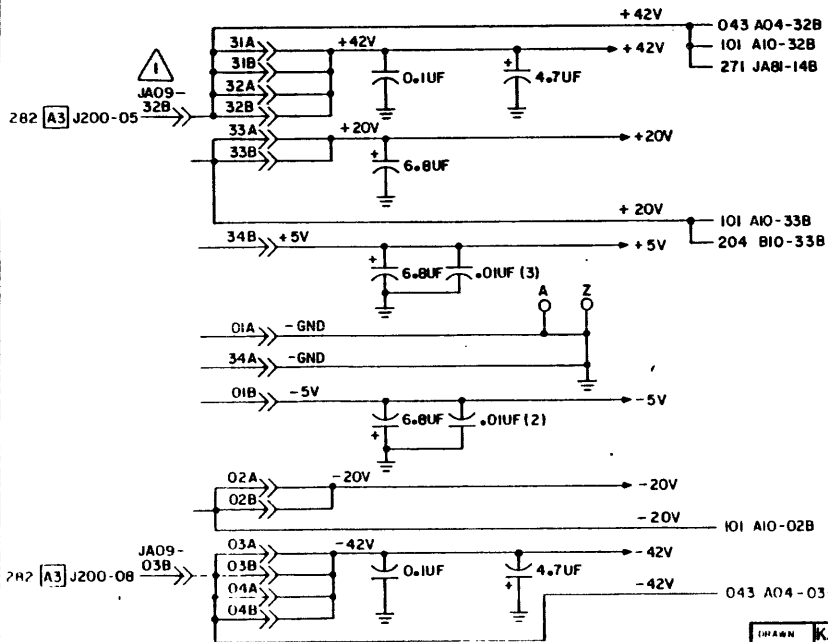 +42V
043 A04-32B
31A
+42V
+42V
101 A10-32B
31B
271 JA81-14B
1
32A
0.1UF
+
4.7UF
JA09-
32B
282 A3 J200-05
32B
33A
+20V
+20V
33B
+
6.8UF
+20V
101 A10-33B
34B
+5V
+5V
204 B10-33B
+
6.8UF
.01UF (3)
A
Z
01A
-GND
34A
-GND
01B
-5V
-5V
6.8UF
.01UF (2)
+
02A
-20V
-20V
02B
-20V
101 A10-02B
JA09-
03B
03A
-42V
-42V
282 A3 J200-08
03B
0.1UF
4.7UF
+
04A
-42V
043 A04-03
04B
DRAWN
K